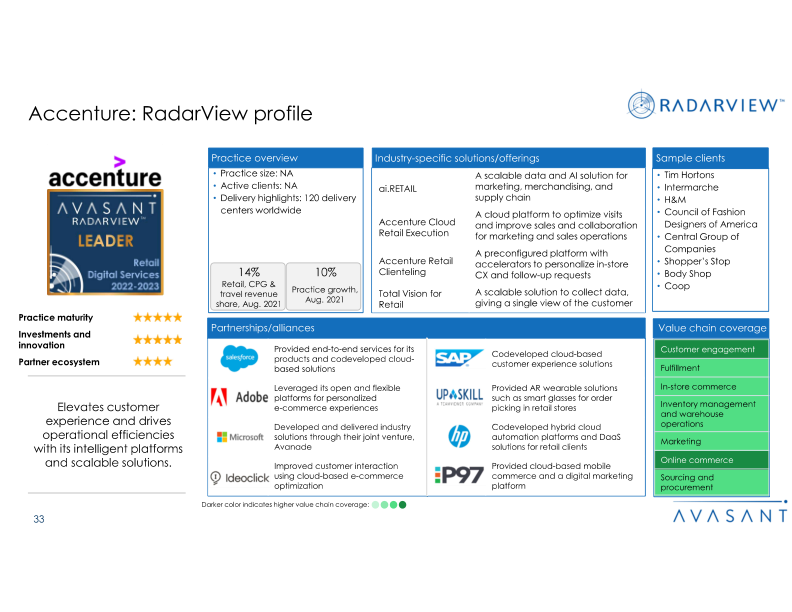 Accenture: RadarView profile
RADARVIEW™
accenture
AVASANT
RADARVIEW™
LEADER
Retail
Digital Services
2022-2023
Practice maturity
Investments and
innovation
Partner ecosystem
Elevates customer
experience and drives
operational efficiencies
with its intelligent platforms
and scalable solutions.
Practice overview
• Practice size: NA
• Active clients: NA
• Delivery highlights: 120 delivery
centers worldwide
14%
Retail, CPG &
travel revenue
share, Aug. 2021
10%
Practice growth,
Aug. 2021
Industry-specific solutions/offerings
ai.RETAIL
A scalable data and AI solution for
marketing, merchandising, and
supply chain
Accenture Cloud
Retail Execution
A cloud platform to optimize visits
and improve sales and collaboration
for marketing and sales operations
Accenture Retail
Clienteling
A preconfigured platform with
accelerators to personalize in-store
CX and follow-up requests
Total Vision for
Retail
A scalable solution to collect data,
giving a single view of the customer
Sample clients
• Tim Hortons
• Intermarche
• H&M
• Council of Fashion
Designers of America
• Central Group of
Companies
• Shopper's Stop
• Body Shop
• Coop
Partnerships/alliances
salesforce
Provided end-to-end services for its
products and codeveloped cloud-
based solutions
Adobe
Leveraged its open and flexible
platforms for personalized
e-commerce experiences
Microsoft
Developed and delivered industry
solutions through their joint venture,
Avanade
Ideoclick
Improved customer interaction
using cloud-based e-commerce
optimization
SAP
Codeveloped cloud-based
customer experience solutions
UPSKILL
A TEAMVIEWER COMPANY
Provided AR wearable solutions
such as smart glasses for order
picking in retail stores
hp
Codeveloped hybrid cloud
automation platforms and DaaS
solutions for retail clients
P97
Provided cloud-based mobile
commerce and a digital marketing
platform
Value chain coverage
Customer engagement
Fulfillment
In-store commerce
Inventory management
and warehouse
operations
Marketing
Online commerce
Sourcing and
procurement
Darker color indicates higher value chain coverage:
33
AVASANT